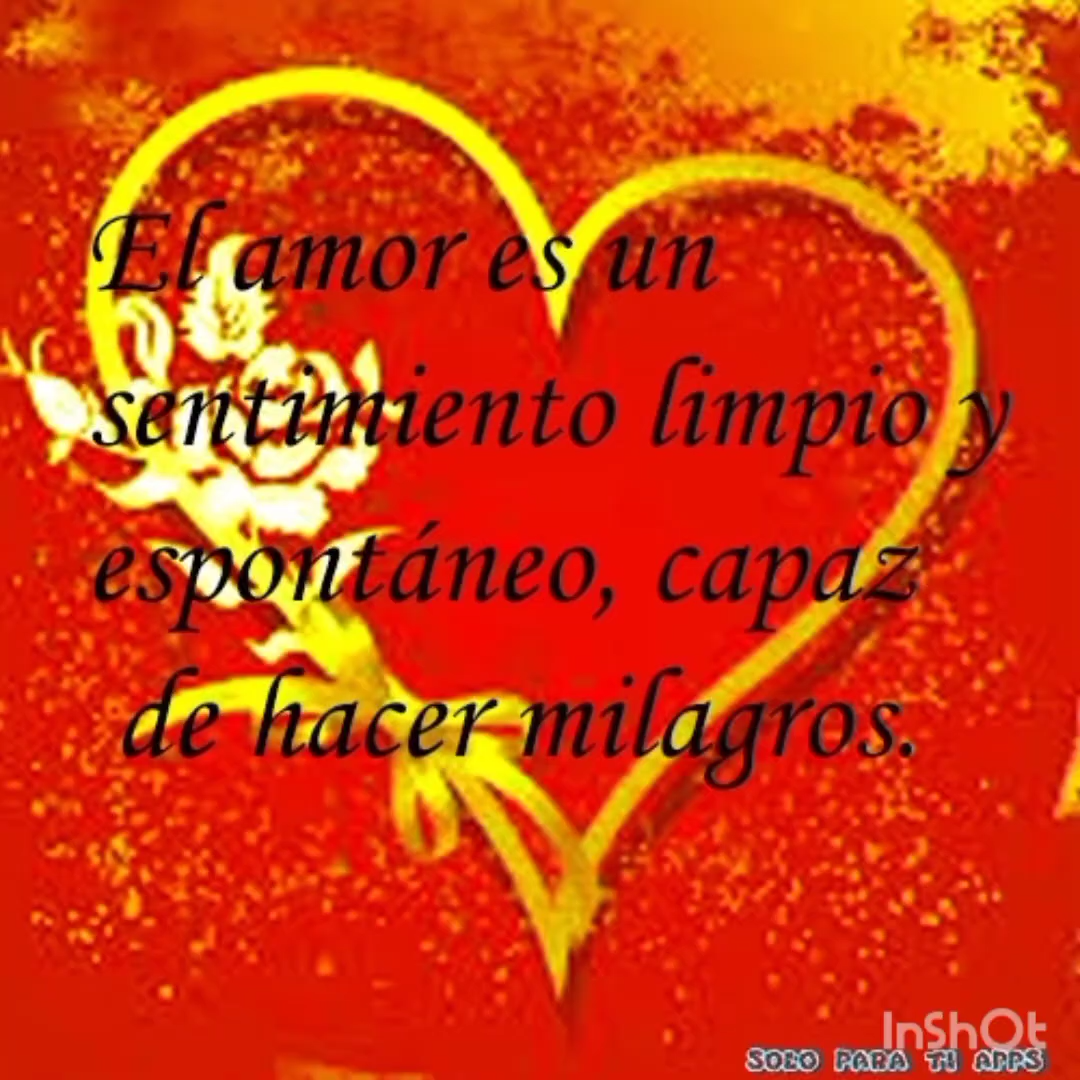 El amor es un
sentimiento limpio y
espontáneo, capaz
de hacer milagros.
InShOt
SOLO PARA TI APPS